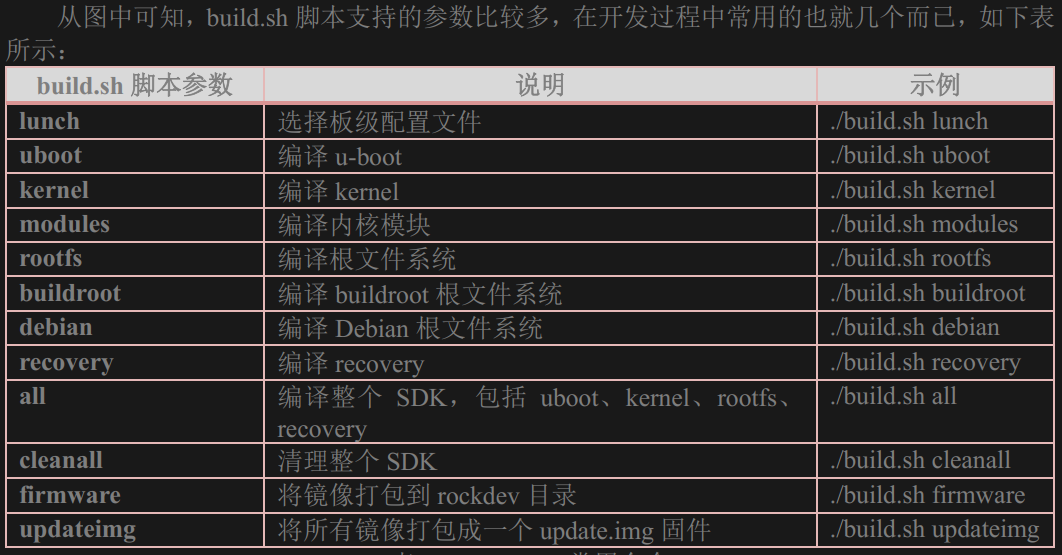 从图中可知，build.sh 脚本支持的参数比较多，在开发过程中常用的也就几个而已，如下表
所示：
build.sh 脚本参数 说明 示例
lunch 选择板级配置文件 ./build.sh lunch
uboot 编译 u-boot ./build.sh uboot
kernel 编译 kernel ./build.sh kernel
modules 编译内核模块 ./build.sh modules
rootfs 编译根文件系统 ./build.sh rootfs
buildroot 编译 buildroot 根文件系统 ./build.sh buildroot
debian 编译 Debian 根文件系统 ./build.sh debian
recovery 编译 recovery ./build.sh recovery
all 编译整个 SDK，包括 uboot、kernel、rootfs、 ./build.sh all
recovery
cleanall 清理整个 SDK ./build.sh cleanall
firmware 将镜像打包到 rockdev 目录 ./build.sh firmware
updateimg 将所有镜像打包成一个 update.img 固件 ./build.sh updateimg